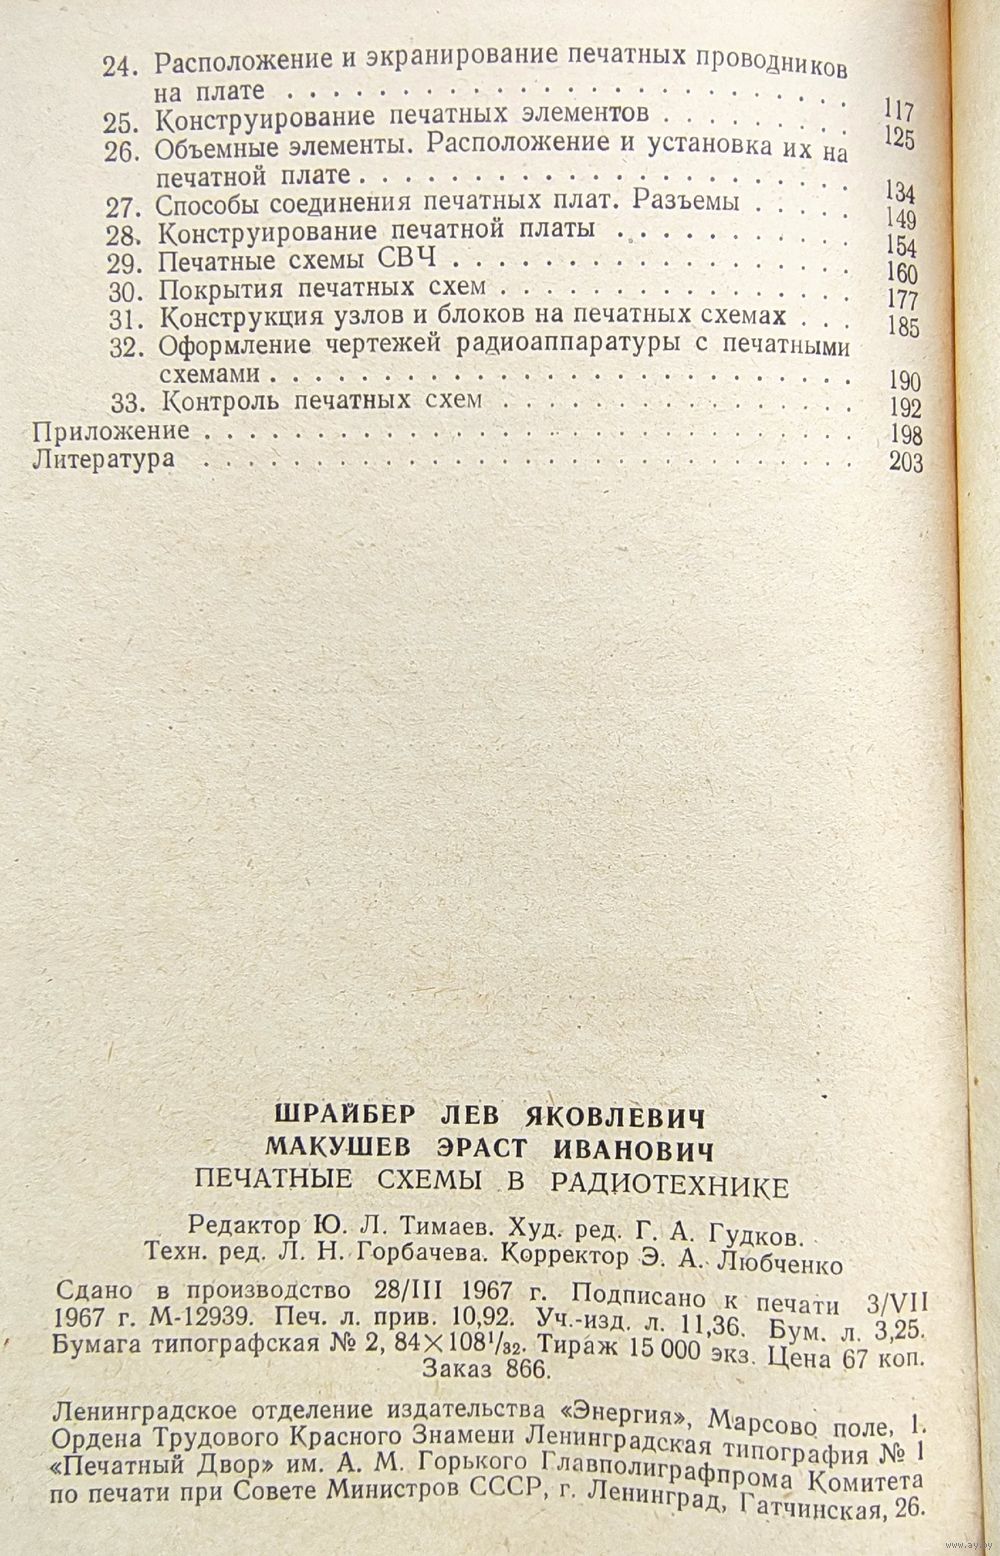 24. Расположение и экранирование печатных проводников
на плате . . . . . . . . . . . . . . . . . . . . . . . . . 117
25. Конструирование печатных элементов . . . . . . . . . 125
26. Объемные элементы. Расположение и установка их на
печатной плате . . . . . . . . . . . . . . . . . . . . . . 134
27. Способы соединения печатных плат. Разъемы . . . . . 149
28. Конструирование печатной платы . . . . . . . . . . . 154
29. Печатные схемы СВЧ . . . . . . . . . . . . . . . . . . 160
30. Покрытия печатных схем . . . . . . . . . . . . . . . . 177
31. Конструкция узлов и блоков на печатных схемах . . . 185
32. Оформление чертежей радиоаппаратуры с печатными
схемами . . . . . . . . . . . . . . . . . . . . . . . . . . 190
33. Контроль печатных схем . . . . . . . . . . . . . . . . 192
Приложение . . . . . . . . . . . . . . . . . . . . . . . . . 198
Литература . . . . . . . . . . . . . . . . . . . . . . . . . 203
ШРАЙБЕР ЛЕВ ЯКОВЛЕВИЧ
МАКУШЕВ ЭРАСТ ИВАНОВИЧ
ПЕЧАТНЫЕ СХЕМЫ В РАДИОТЕХНИКЕ
Редактор Ю. Л. Тимаев. Худ. ред. Г. А. Гудков.
Техн. ред. Л. Н. Горбачева. Корректор Э. А. Любченко
Сдано в производство 28/III 1967 г. Подписано к печати 3/VII
1967 г. М-12939. Печ. л. прив. 10,92. Уч.-изд. л. 11,36. Бум. л. 3,25.
Бумага типографская № 2, 84×108¹/₃₂. Тираж 15 000 экз. Цена 67 коп.
Заказ 866.
Ленинградское отделение издательства «Энергия», Марсово поле, 1.
Ордена Трудового Красного Знамени Ленинградская типография № 1
«Печатный Двор» им. А. М. Горького Главполиграфпрома Комитета
по печати при Совете Министров СССР, г. Ленинград, Гатчинская, 26.
www.ay.by